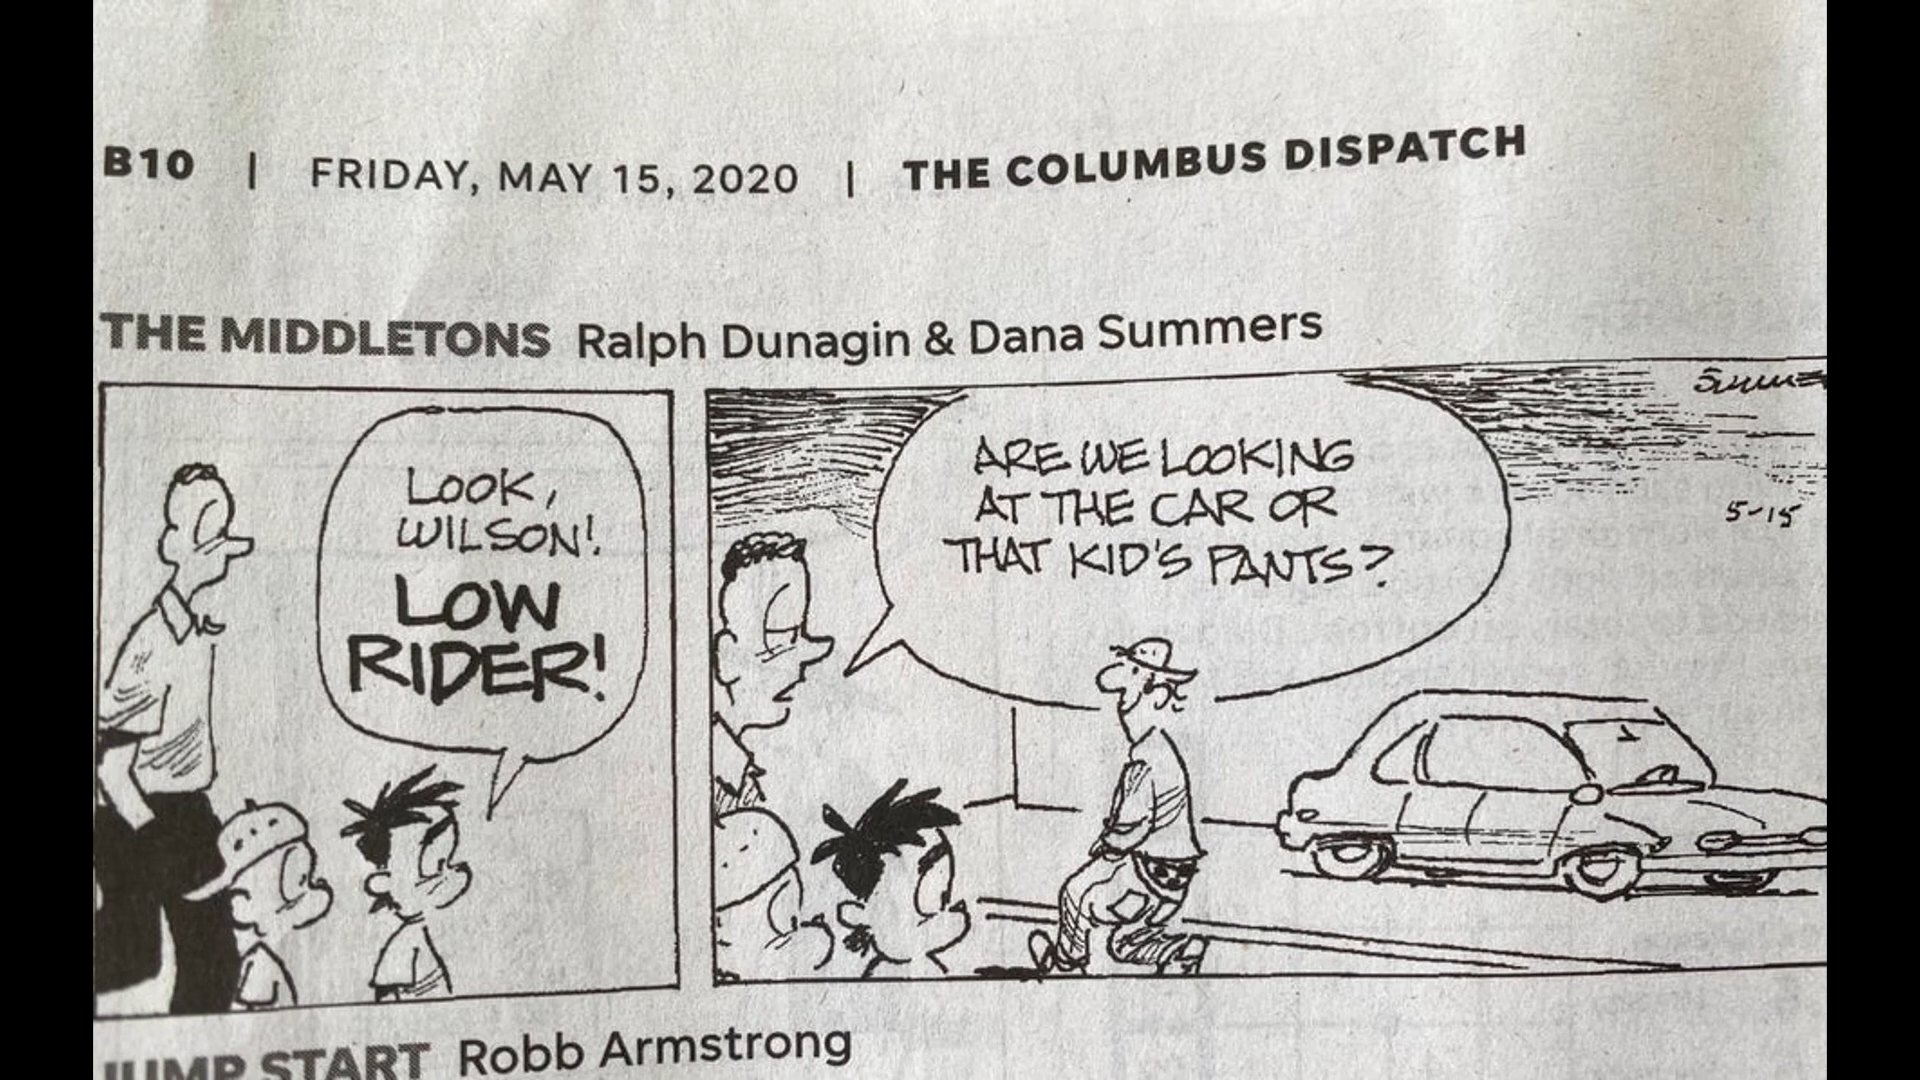 B10 | FRIDAY, MAY 15, 2020 | THE COLUMBUS DISPATCH
THE MIDDLETONS Ralph Dunagin & Dana Summers
LOOK,
WILSON!
LOW
RIDER!
ARE WE LOOKING
AT THE CAR OR
THAT KID'S PANTS?
5-15
JUMP START Robb Armstrong